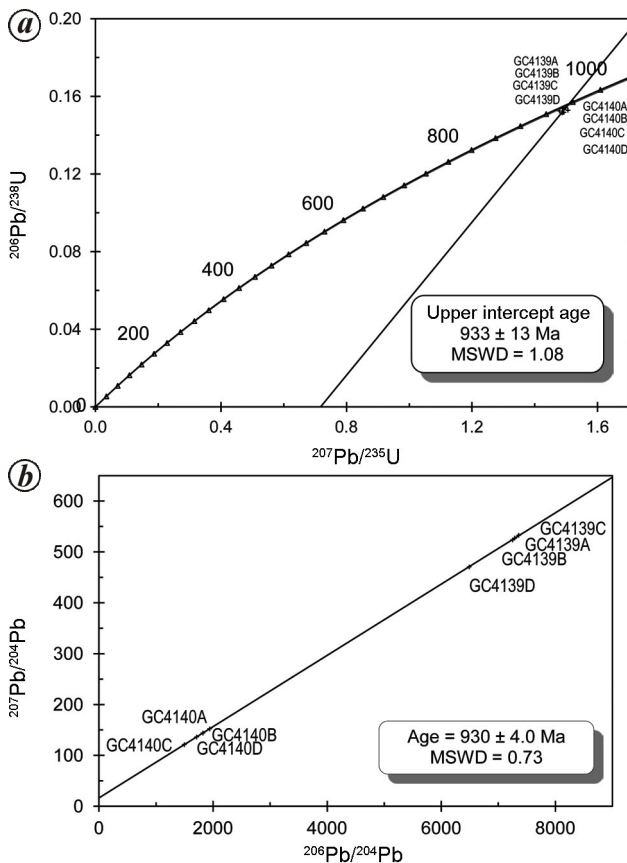 a
0.20
0.16
0.12
0.08
0.04
0.00
0
206Pb/238U
200
400
600
800
1000
GC4139A
GC4139B
GC4139C
GC4139D
GC4140A
GC4140B
GC4140C
GC4140D
Upper intercept age
933 ± 13 Ma
MSWD = 1.08
0.0 0.4 0.8 1.2 1.6
207Pb/235U
b
600
500
400
300
200
100
0
207Pb/204Pb
GC4139C
GC4139A
GC4139B
GC4139D
GC4140A
GC4140B
GC4140C
GC4140D
Age = 930 ± 4.0 Ma
MSWD = 0.73
0 2000 4000 6000 8000
206Pb/204Pb